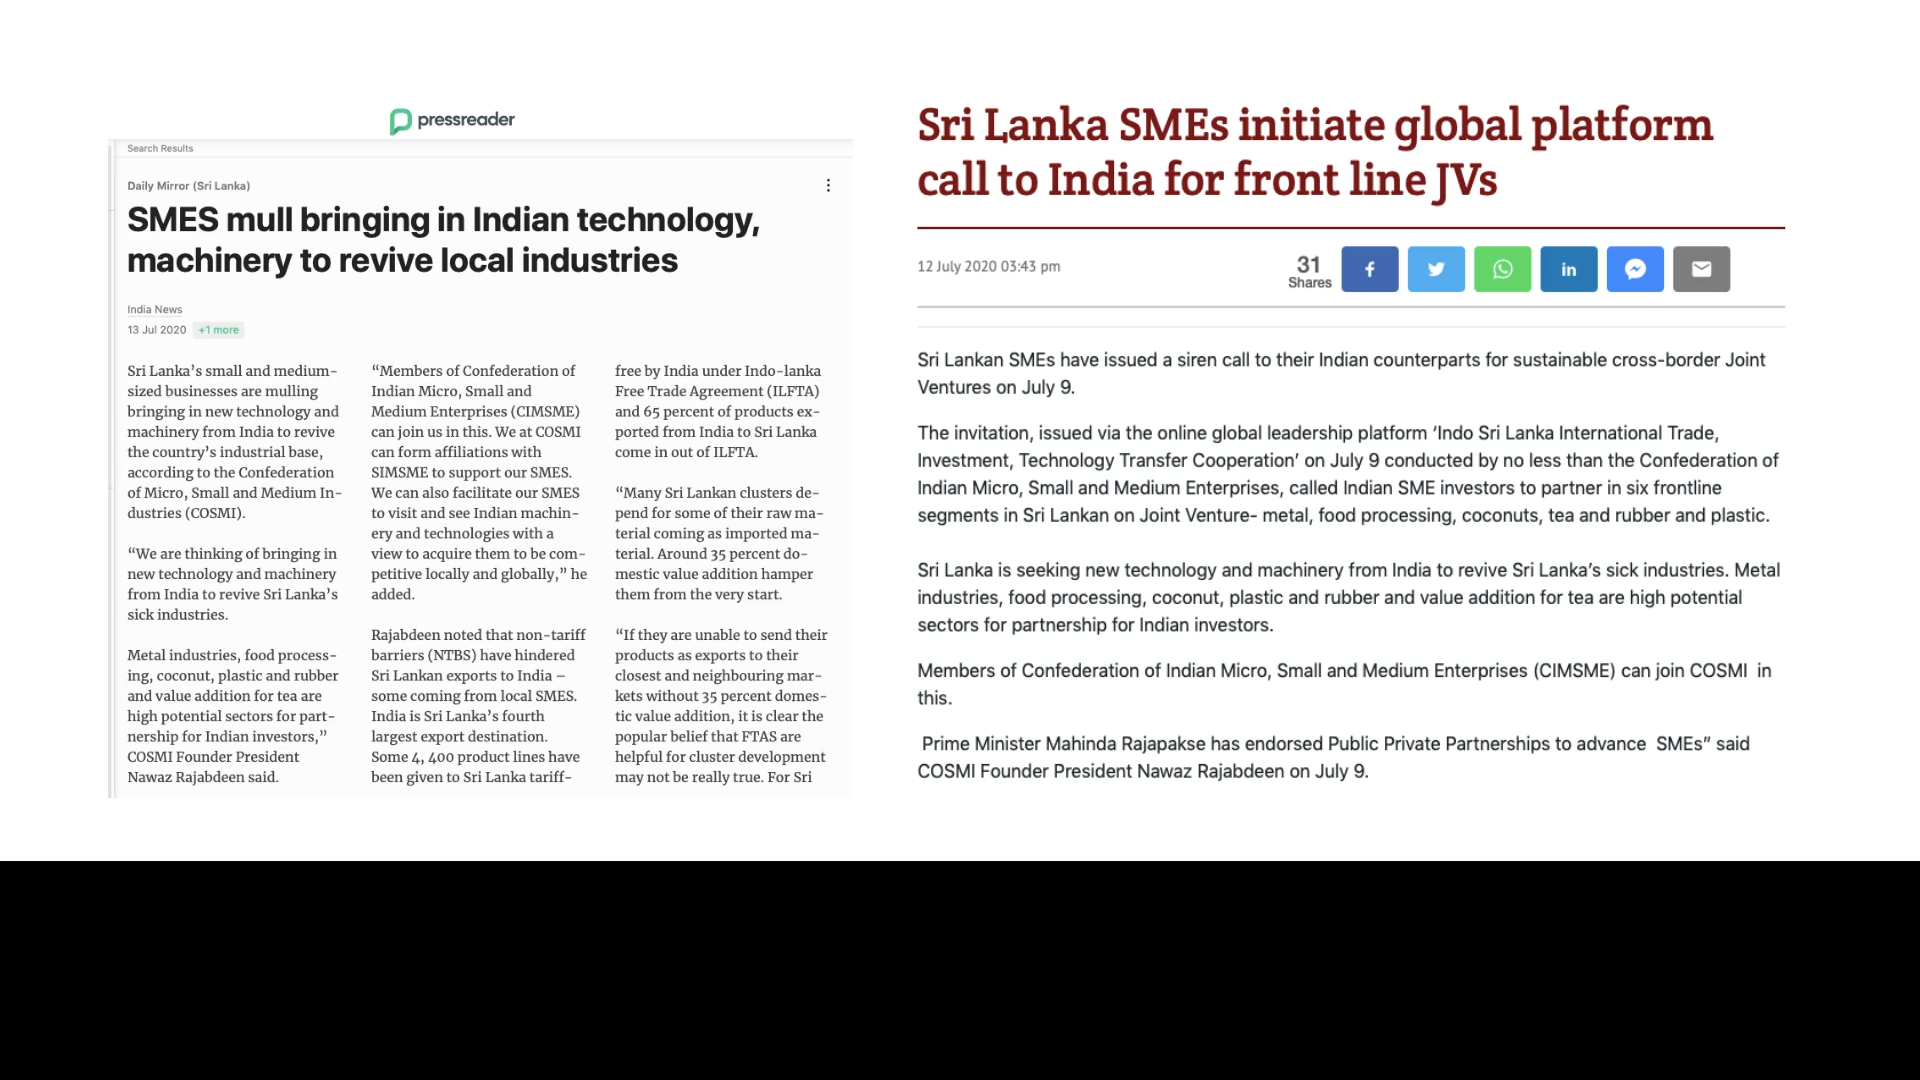 pressreader
Search Results
Daily Mirror (Sri Lanka)
SMES mull bringing in Indian technology,
machinery to revive local industries
India News
13 Jul 2020 +1 more
Sri Lanka’s small and medium-
sized businesses are mulling
bringing in new technology and
machinery from India to revive
the country’s industrial base,
according to the Confederation
of Micro, Small and Medium In-
dustries (COSMI).
“We are thinking of bringing in
new technology and machinery
from India to revive Sri Lanka’s
sick industries.
Metal industries, food process-
ing, coconut, plastic and rubber
and value addition for tea are
high potential sectors for part-
nership for Indian investors,”
COSMI Founder President
Nawaz Rajabdeen said.
“Members of Confederation of
Indian Micro, Small and
Medium Enterprises (CIMSME)
can join us in this. We at COSMI
can form affiliations with
SIMSME to support our SMES.
We can also facilitate our SMES
to visit and see Indian machin-
ery and technologies with a
view to acquire them to be com-
petitive locally and globally,” he
added.
Rajabdeen noted that non-tariff
barriers (NTBS) have hindered
Sri Lankan exports to India –
some coming from local SMES.
India is Sri Lanka’s fourth
largest export destination.
Some 4, 400 product lines have
been given to Sri Lanka tariff-
free by India under Indo-lanka
Free Trade Agreement (ILFTA)
and 65 percent of products ex-
ported from India to Sri Lanka
come in out of ILFTA.
“Many Sri Lankan clusters de-
pend for some of their raw ma-
terial coming as imported ma-
terial. Around 35 percent do-
mestic value addition hamper
them from the very start.
“If they are unable to send their
products as exports to their
closest and neighbouring mar-
kets without 35 percent domes-
tic value addition, it is clear the
popular belief that FTAS are
helpful for cluster development
may not be really true. For Sri
Sri Lanka SMEs initiate global platform
call to India for front line JVs
12 July 2020 03:43 pm
31
Shares
Sri Lankan SMEs have issued a siren call to their Indian counterparts for sustainable cross-border Joint
Ventures on July 9.
The invitation, issued via the online global leadership platform ‘Indo Sri Lanka International Trade,
Investment, Technology Transfer Cooperation’ on July 9 conducted by no less than the Confederation of
Indian Micro, Small and Medium Enterprises, called Indian SME investors to partner in six frontline
segments in Sri Lankan on Joint Venture- metal, food processing, coconuts, tea and rubber and plastic.
Sri Lanka is seeking new technology and machinery from India to revive Sri Lanka’s sick industries. Metal
industries, food processing, coconut, plastic and rubber and value addition for tea are high potential
sectors for partnership for Indian investors.
Members of Confederation of Indian Micro, Small and Medium Enterprises (CIMSME) can join COSMI in
this.
Prime Minister Mahinda Rajapakse has endorsed Public Private Partnerships to advance SMEs” said
COSMI Founder President Nawaz Rajabdeen on July 9.